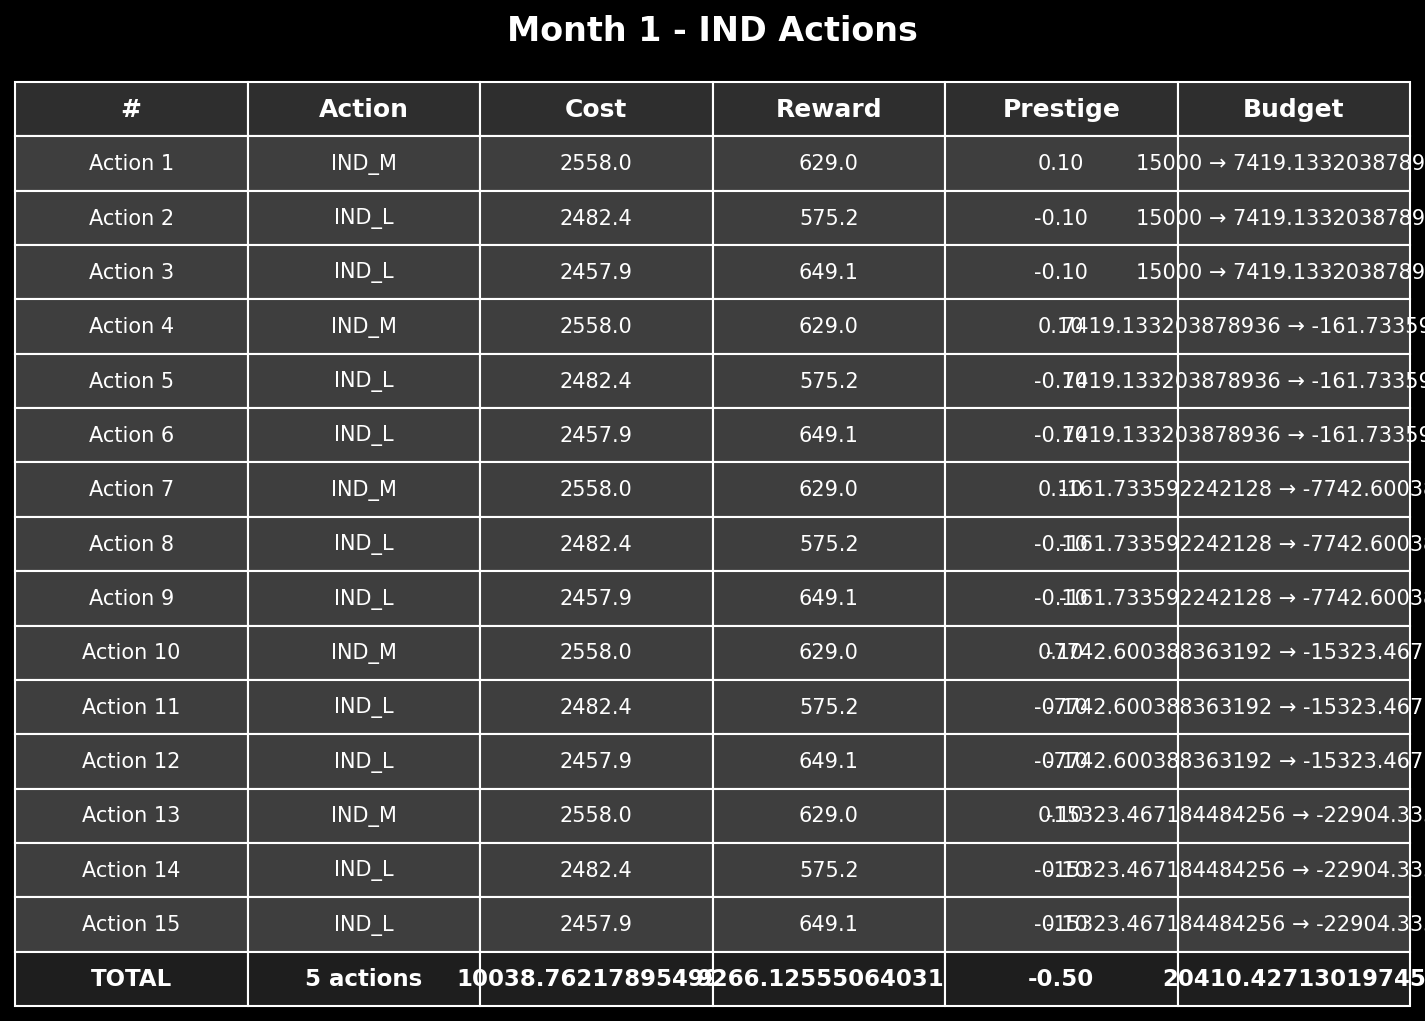 Month 1 - IND Actions
# Action Cost Reward Prestige Budget
Action 1 IND_M 2558.0 629.0 0.10 15000 → 7419.1332038789
Action 2 IND_L 2482.4 575.2 -0.10 15000 → 7419.1332038789
Action 3 IND_L 2457.9 649.1 -0.10 15000 → 7419.1332038789
Action 4 IND_M 2558.0 629.0 0.10 7419.133203878936 → -161.73359
Action 5 IND_L 2482.4 575.2 -0.10 7419.133203878936 → -161.73359
Action 6 IND_L 2457.9 649.1 -0.10 7419.133203878936 → -161.73359
Action 7 IND_M 2558.0 629.0 0.10 -161.733592242128 → -7742.6003
Action 8 IND_L 2482.4 575.2 -0.10 -161.733592242128 → -7742.6003
Action 9 IND_L 2457.9 649.1 -0.10 -161.733592242128 → -7742.6003
Action 10 IND_M 2558.0 629.0 0.10 -7742.600388363192 → -15323.467
Action 11 IND_L 2482.4 575.2 -0.10 -7742.600388363192 → -15323.467
Action 12 IND_L 2457.9 649.1 -0.10 -7742.600388363192 → -15323.467
Action 13 IND_M 2558.0 629.0 0.10 -15323.467184484256 → -22904.33
Action 14 IND_L 2482.4 575.2 -0.10 -15323.467184484256 → -22904.33
Action 15 IND_L 2457.9 649.1 -0.10 -15323.467184484256 → -22904.33
TOTAL 5 actions -0.50 20410.42713019745